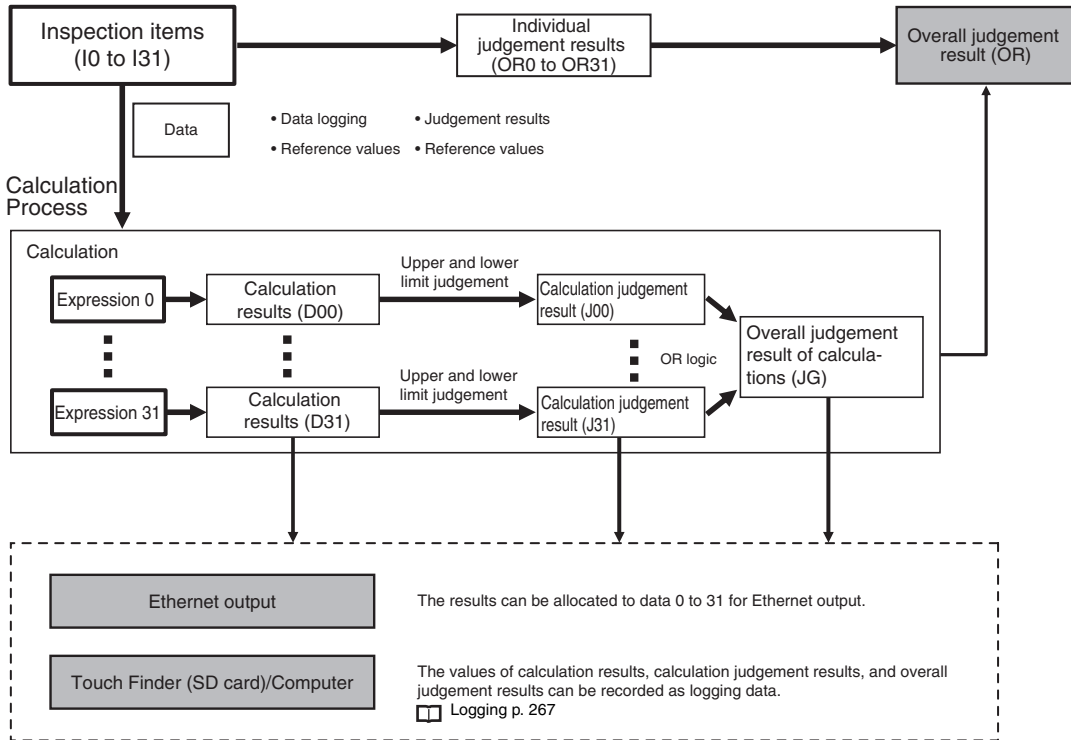 Inspection items
(I0 to I31)
Individual
judgement results
(OR0 to OR31)
Overall judgement
result (OR)
Data
• Data logging • Judgement results
• Reference values • Reference values
Calculation
Process
Calculation
Expression 0
Calculation
results (D00)
Upper and lower
limit judgement
Calculation judgement
result (J00)
OR logic
Overall judgement
result of calcula-
tions (JG)
Expression 31
Calculation
results (D31)
Upper and lower
limit judgement
Calculation judgement
result (J31)
Ethernet output
The results can be allocated to data 0 to 31 for Ethernet output.
Touch Finder (SD card)/Computer
The values of calculation results, calculation judgement results, and overall
judgement results can be recorded as logging data.
Logging p. 267